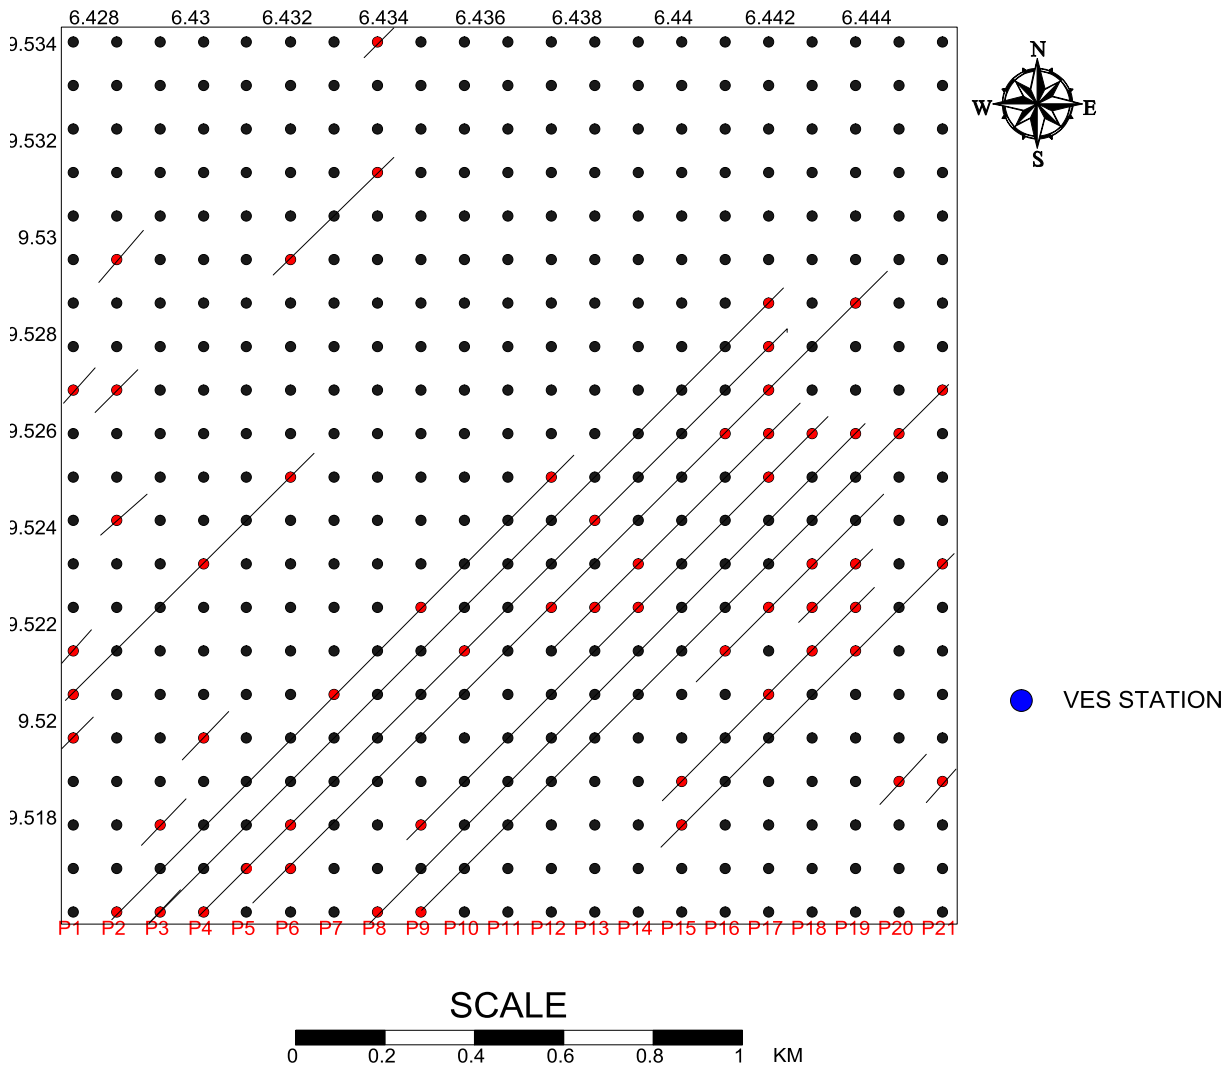 6.428 6.43 6.432 6.434 6.436 6.438 6.44 6.442 6.444
9.534
N
W E
9.532
S
9.53
9.528
9.526
9.524
9.522
VES STATION
9.52
9.518
P1 P2 P3 P4 P5 P6 P7 P8 P9 P10 P11 P12 P13 P14 P15 P16 P17 P18 P19 P20 P21
SCALE
0 0.2 0.4 0.6 0.8 1 KM